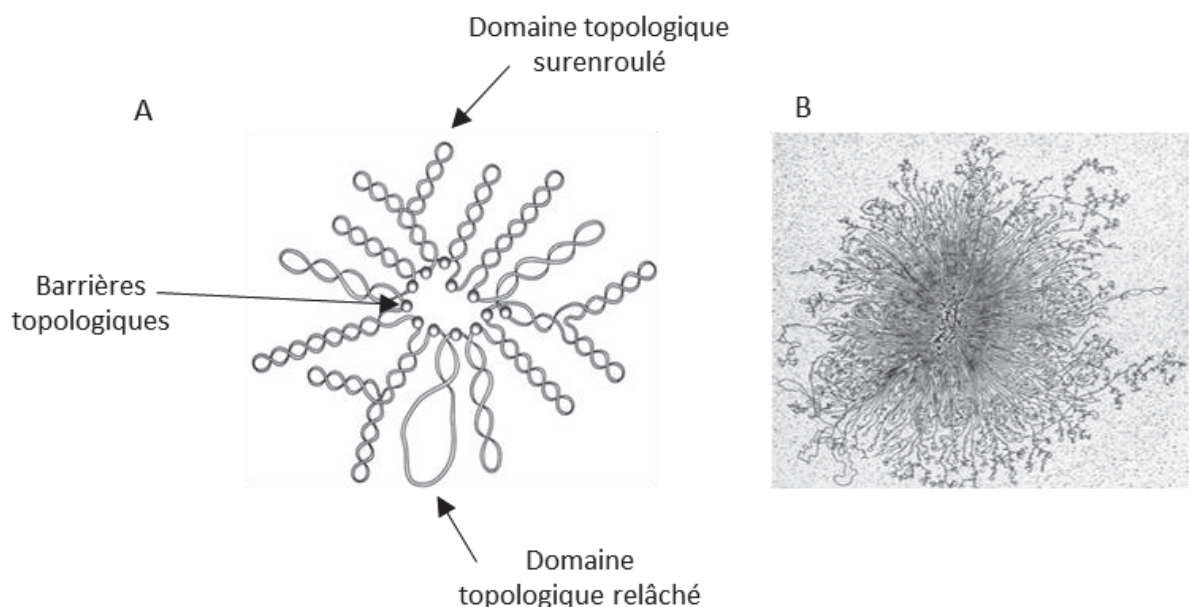 Domaine topologique
surenroulé
A
B
Barrières
topologiques
Domaine
topologique relâché